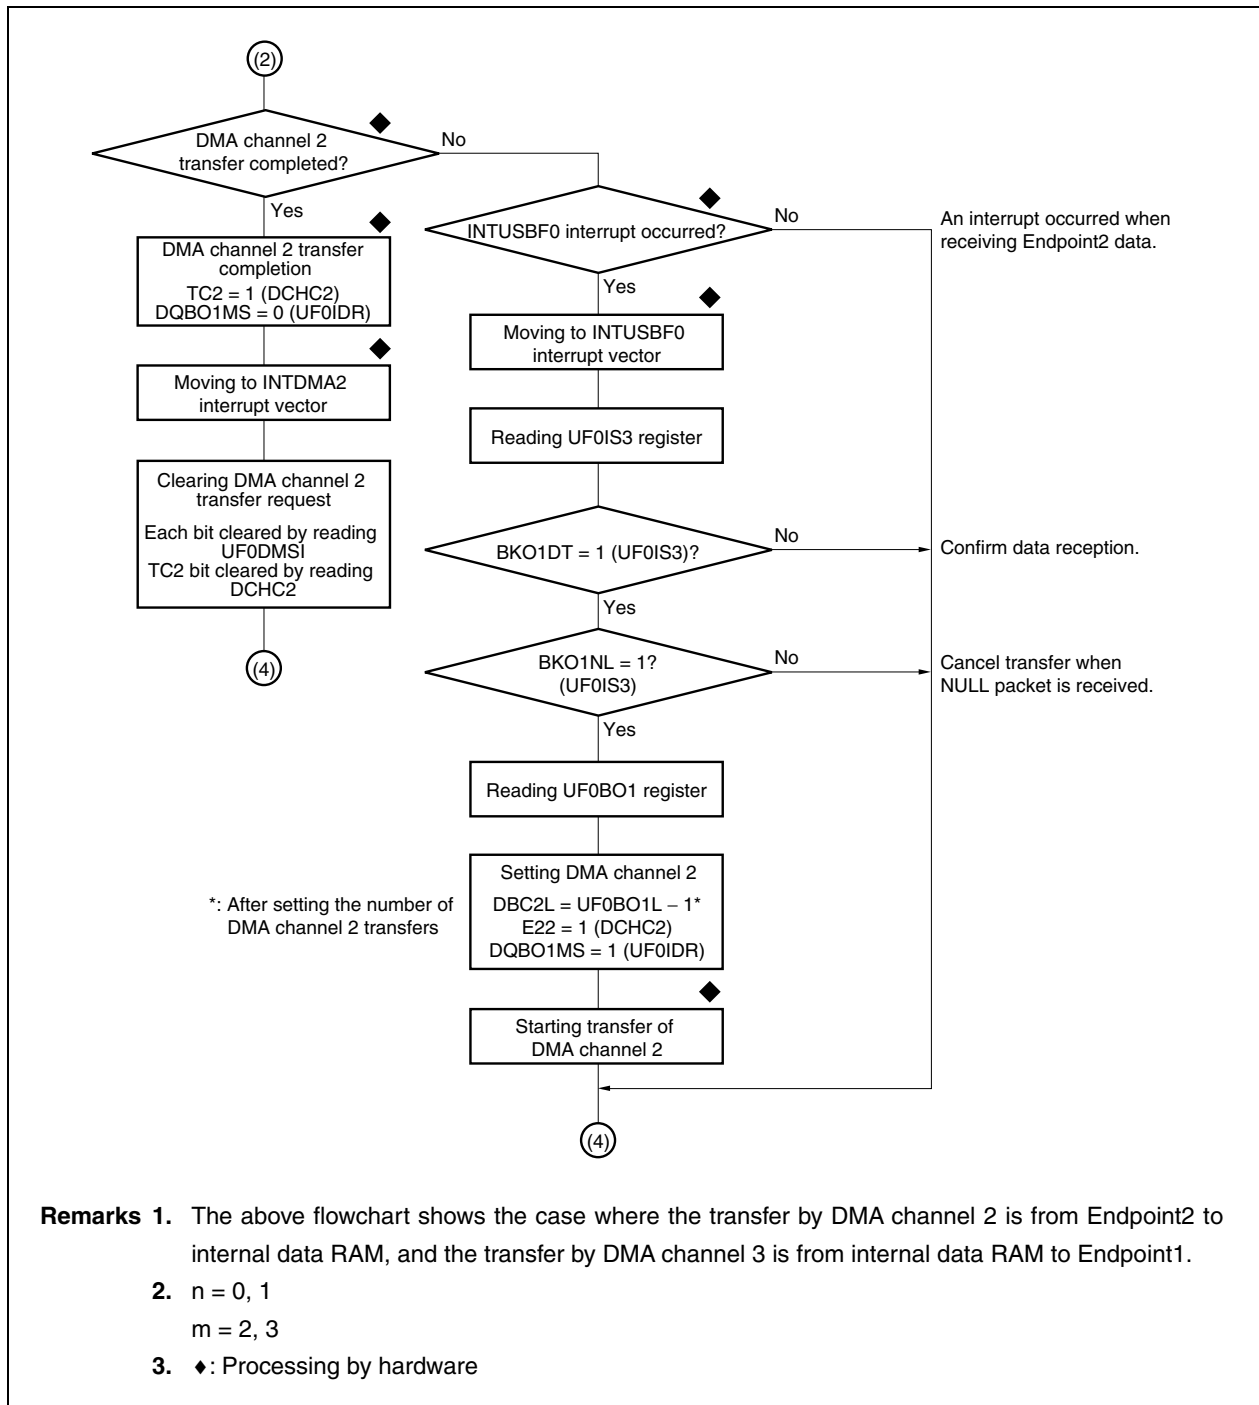 (2)
DMA channel 2
transfer completed?
No
Yes
DMA channel 2 transfer
completion
TC2 = 1 (DCHC2)
DQBO1MS = 0 (UF0IDR)
Moving to INTDMA2
interrupt vector
Clearing DMA channel 2
transfer request
Each bit cleared by reading
UF0DMSI
TC2 bit cleared by reading
DCHC2
(4)
INTUSBF0 interrupt occurred?
No
An interrupt occurred when
receiving Endpoint2 data.
Yes
Moving to INTUSBF0
interrupt vector
Reading UF0IS3 register
BKO1DT = 1 (UF0IS3)?
No
Confirm data reception.
Yes
BKO1NL = 1?
(UF0IS3)
No
Cancel transfer when
NULL packet is received.
Yes
Reading UF0BO1 register
Setting DMA channel 2
DBC2L = UF0BO1L − 1*
E22 = 1 (DCHC2)
DQBO1MS = 1 (UF0IDR)
*: After setting the number of
DMA channel 2 transfers
Starting transfer of
DMA channel 2
(4)
Remarks 1. The above flowchart shows the case where the transfer by DMA channel 2 is from Endpoint2 to
internal data RAM, and the transfer by DMA channel 3 is from internal data RAM to Endpoint1.
2. n = 0, 1
m = 2, 3
3. ♦: Processing by hardware